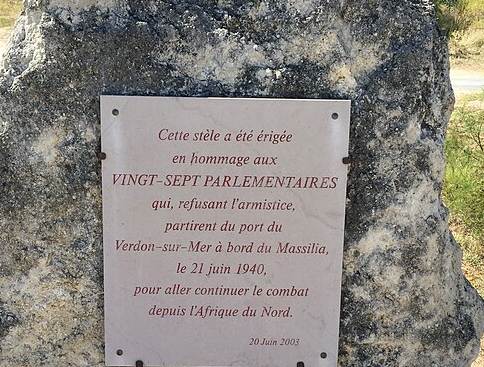 Cette stèle a été érigée
en hommage aux
VINGT-SEPT PARLEMENTAIRES
qui, refusant l'armistice,
partirent du port du
Verdon-sur-Mer à bord du Massilia,
le 21 juin 1940,
pour aller continuer le combat
depuis l'Afrique du Nord.
20 Juin 2003